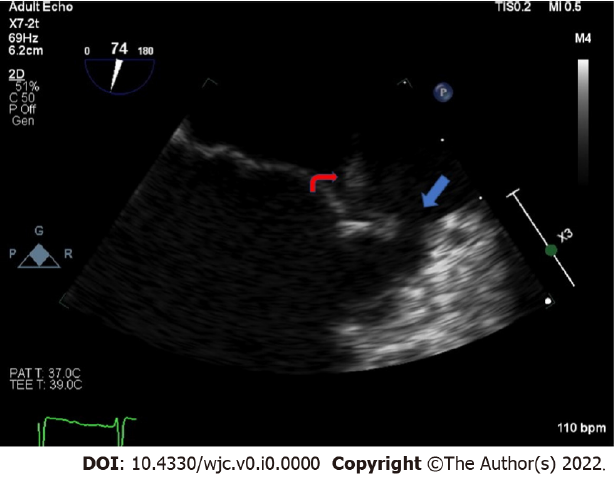 Adult Echo
TIS0.2 MI 0.5
X7-2t
69Hz
6.2cm
0 74 180
M4
2D
51%
C 50
P Off
Gen
P
G
P R
X3
PAT T: 37.0C
TEE T: 39.0C
110 bpm
DOI: 10.4330/wjc.v0.i0.0000 Copyright ©The Author(s) 2022.